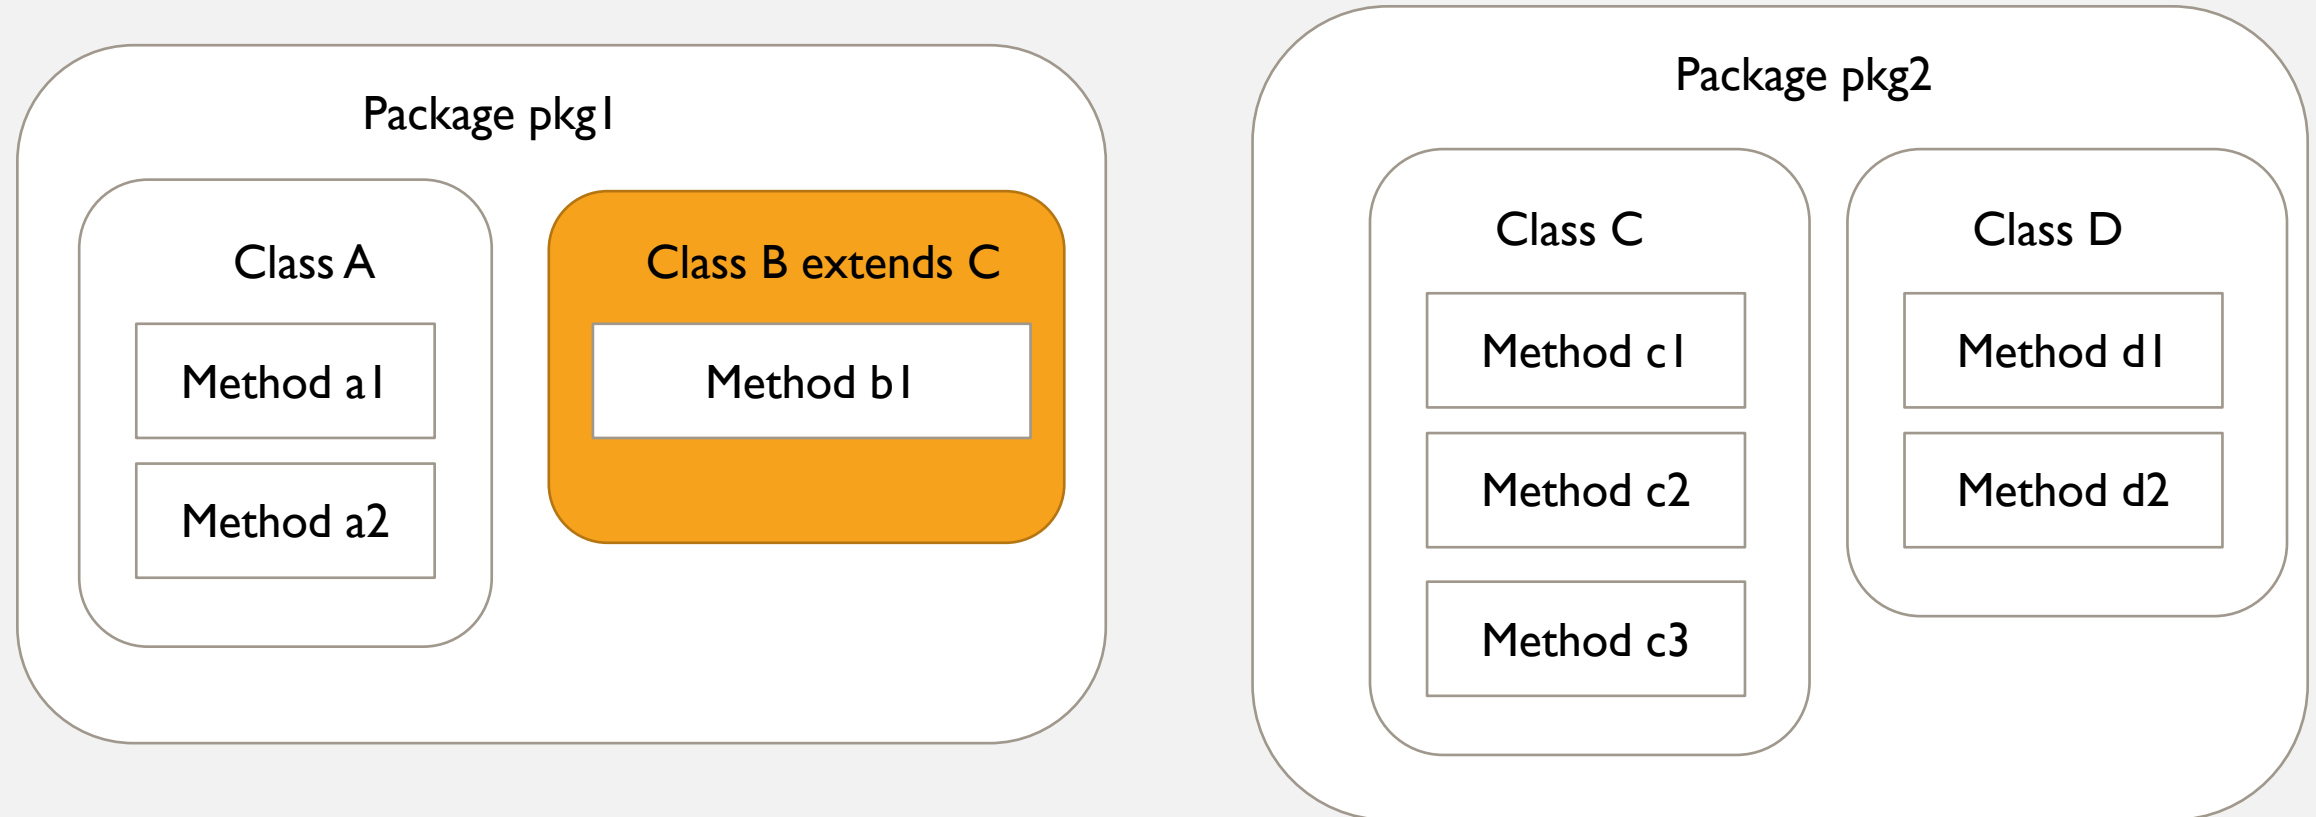 Package pkg1
Class A
Method a1
Method a2
Class B extends C
Method b1
Package pkg2
Class C
Method c1
Method c2
Method c3
Class D
Method d1
Method d2